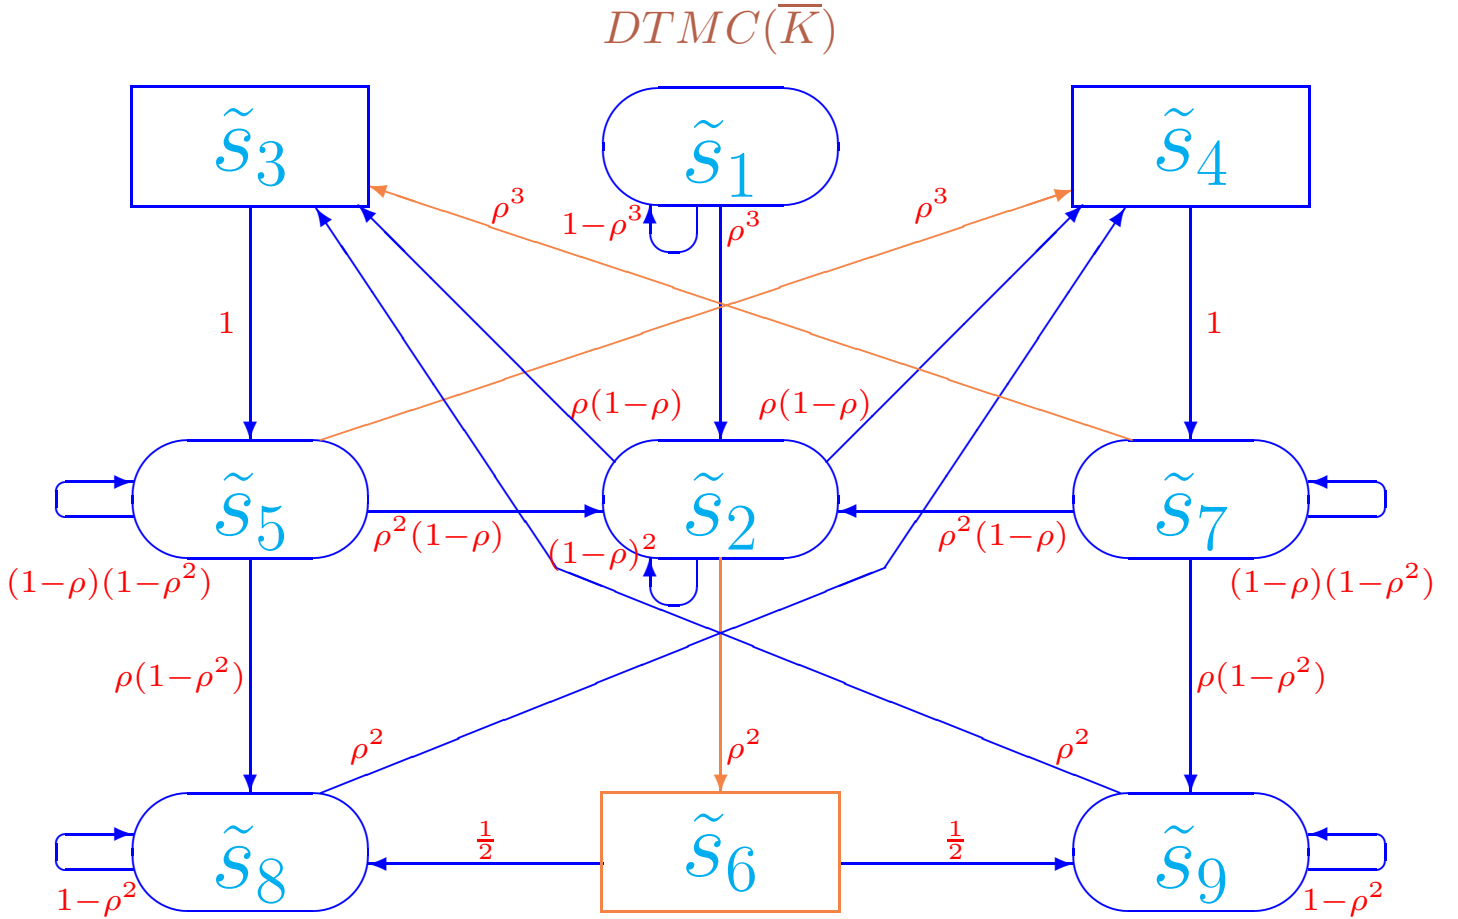 DTMC(K̅)
s̃₃ s̃₁ s̃₄
ρ³ ρ³
1−ρ³ ρ³
1 1
ρ(1−ρ) ρ(1−ρ)
s̃₅ s̃₂ s̃₇
ρ²(1−ρ) (1−ρ)² ρ²(1−ρ)
(1−ρ)(1−ρ²) (1−ρ)(1−ρ²)
ρ(1−ρ²) ρ(1−ρ²)
ρ² ρ² ρ²
s̃₈ ½ s̃₆ ½ s̃₉
1−ρ² 1−ρ²